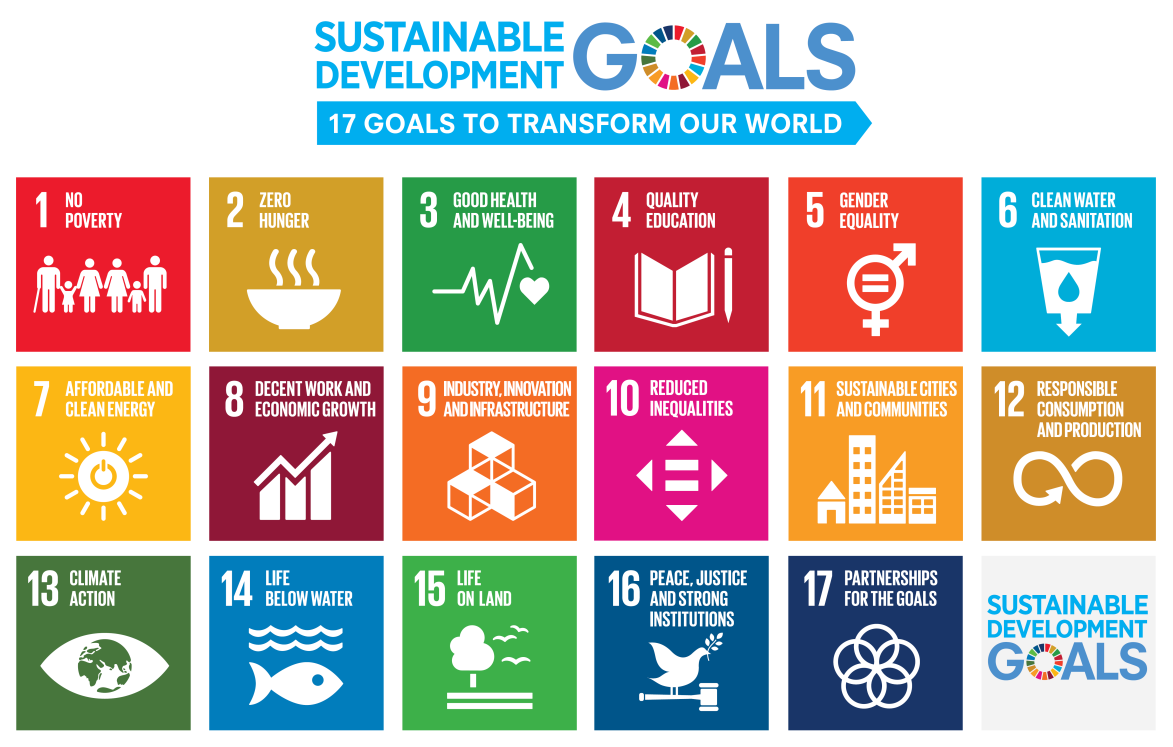 SUSTAINABLE
DEVELOPMENT
GOALS
17 GOALS TO TRANSFORM OUR WORLD
1 NO
POVERTY
2 ZERO
HUNGER
3 GOOD HEALTH
AND WELL-BEING
4 QUALITY
EDUCATION
5 GENDER
EQUALITY
6 CLEAN WATER
AND SANITATION
7 AFFORDABLE AND
CLEAN ENERGY
8 DECENT WORK AND
ECONOMIC GROWTH
9 INDUSTRY, INNOVATION
AND INFRASTRUCTURE
10 REDUCED
INEQUALITIES
11 SUSTAINABLE CITIES
AND COMMUNITIES
12 RESPONSIBLE
CONSUMPTION
AND PRODUCTION
13 CLIMATE
ACTION
14 LIFE
BELOW WATER
15 LIFE
ON LAND
16 PEACE, JUSTICE
AND STRONG
INSTITUTIONS
17 PARTNERSHIPS
FOR THE GOALS
SUSTAINABLE
DEVELOPMENT
GOALS